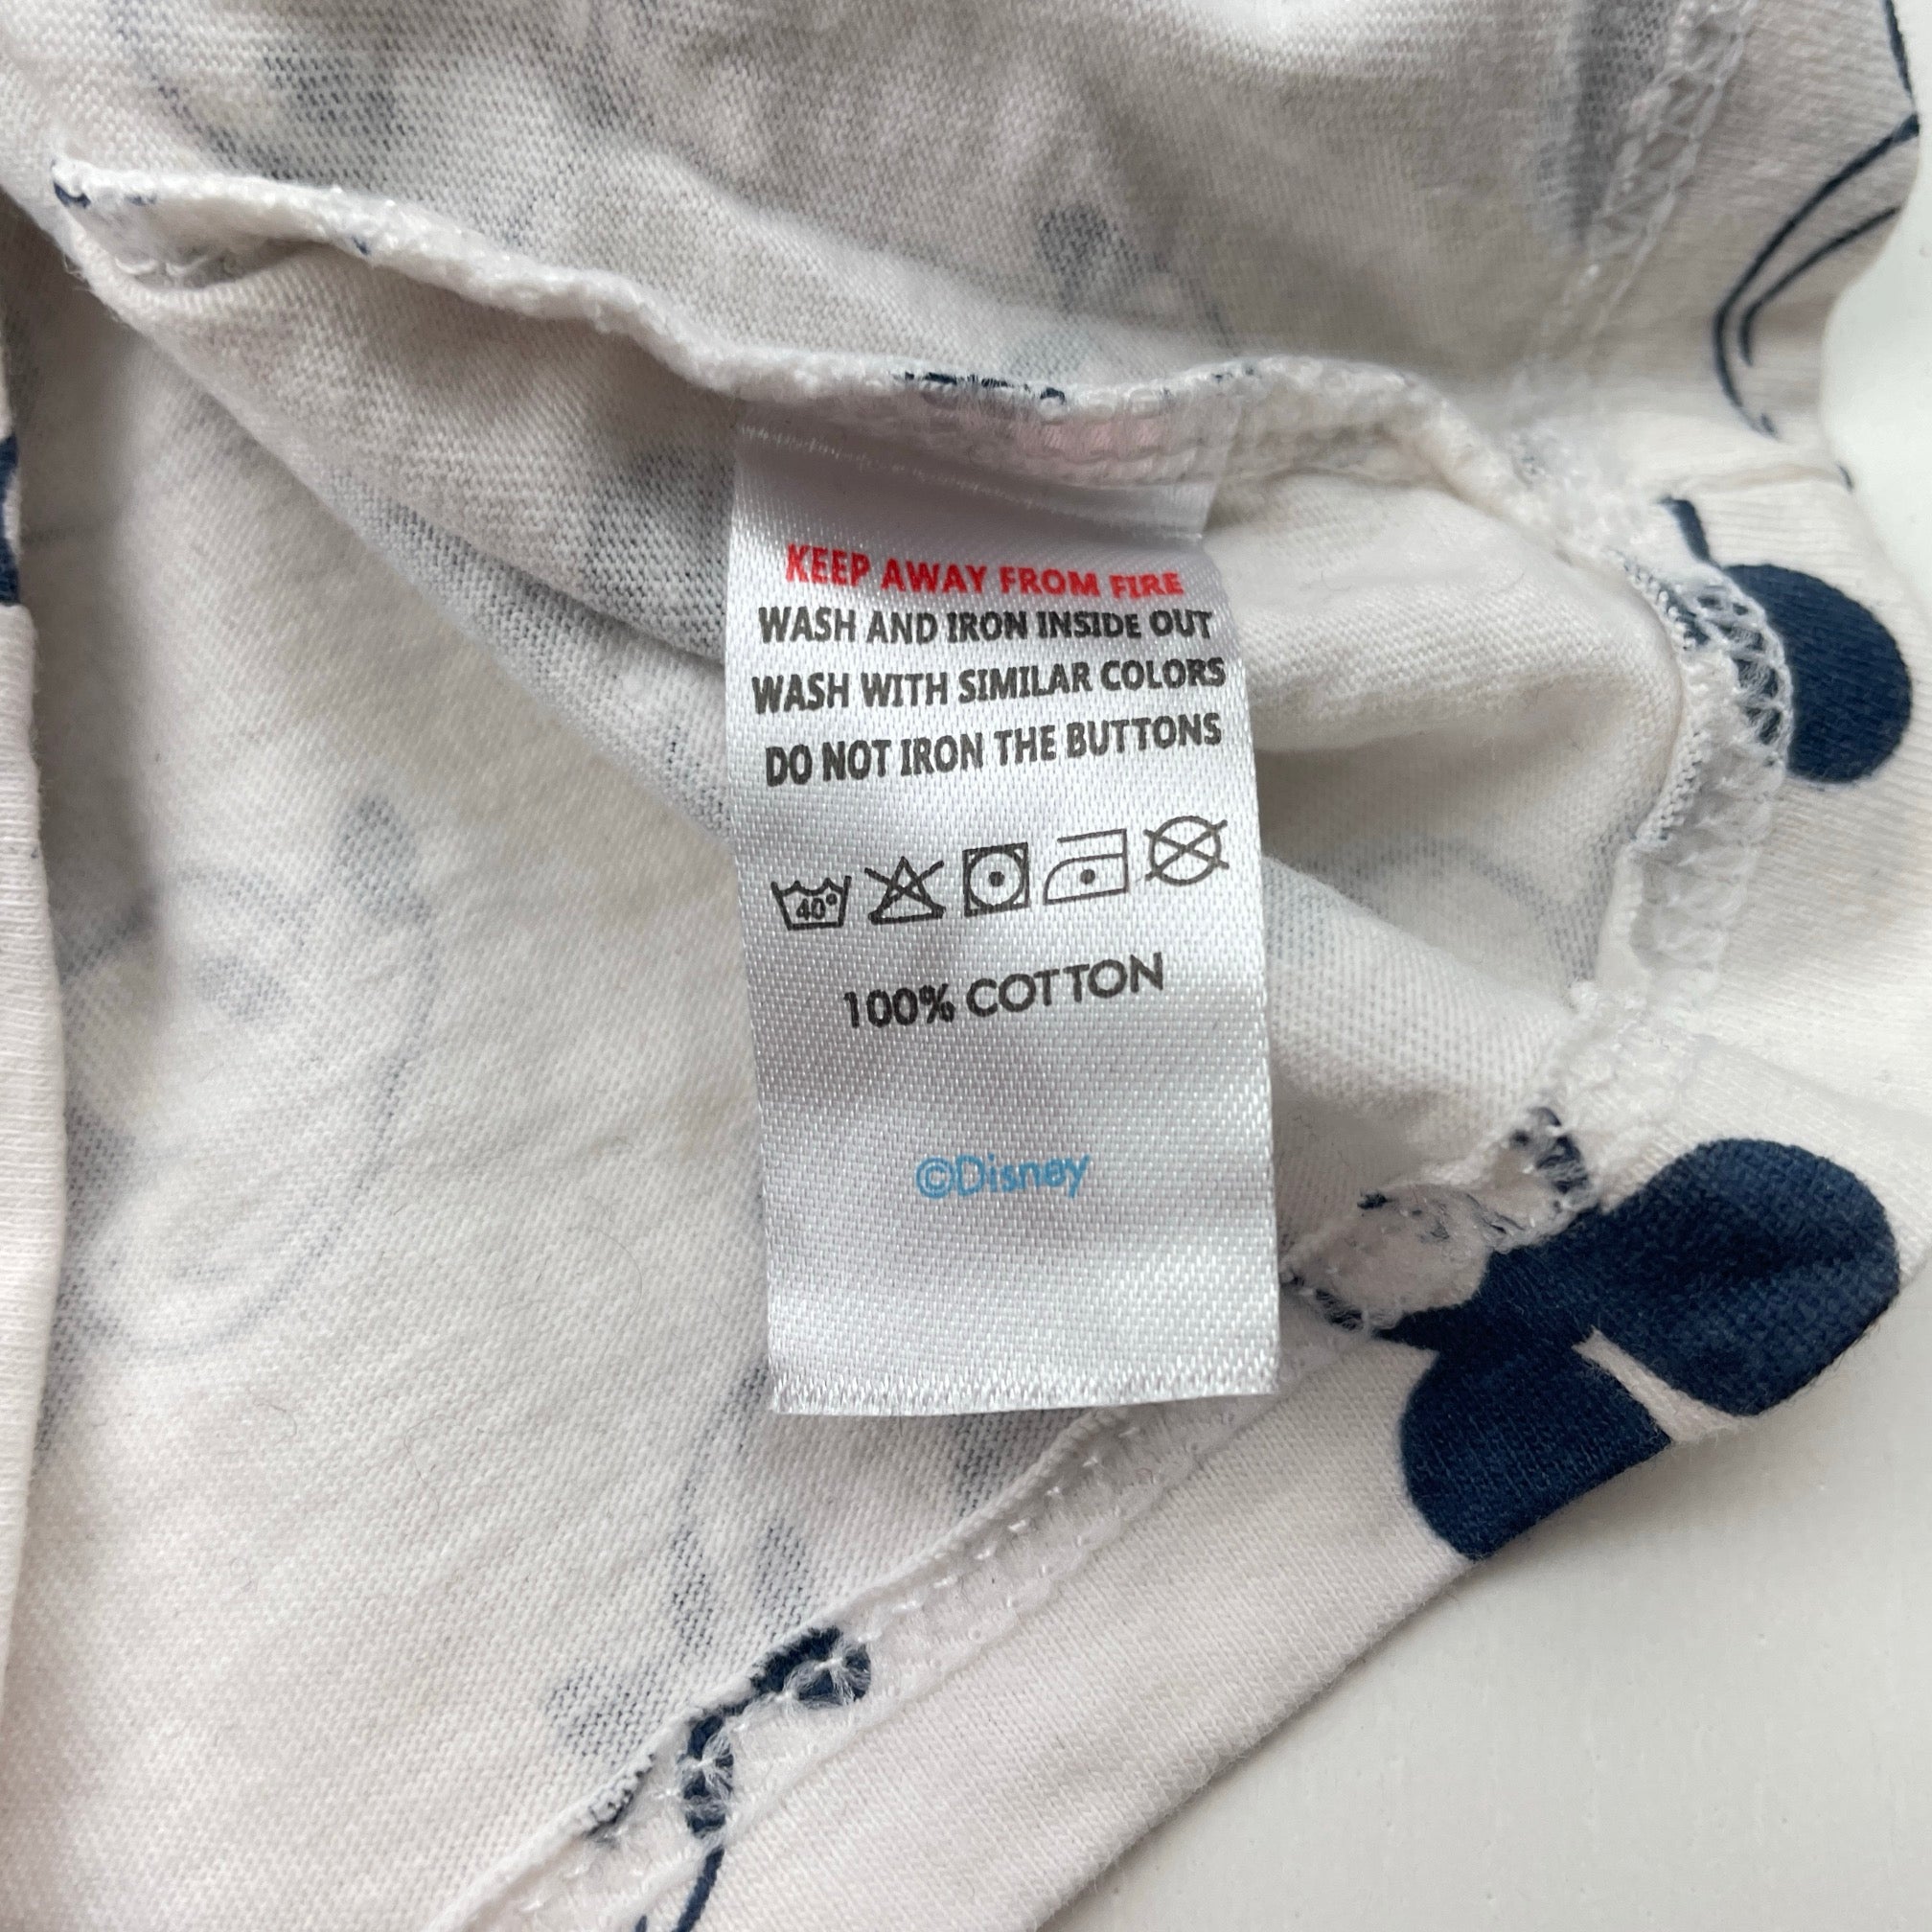 KEEP AWAY FROM FIRE
WASH AND IRON INSIDE OUT
WASH WITH SIMILAR COLORS
DO NOT IRON THE BUTTONS
40°
100% COTTON
©Disney